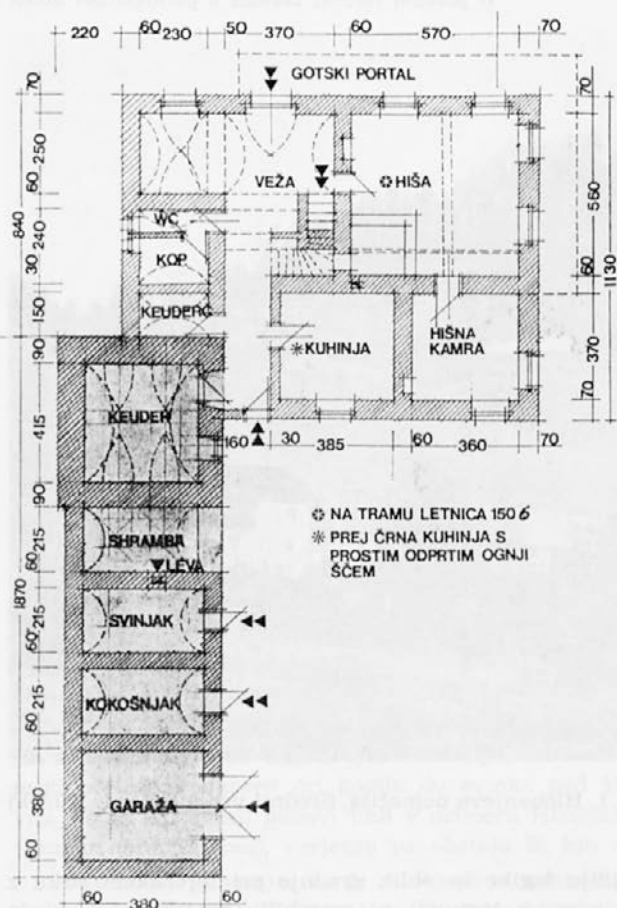 60 50 60 70
220 230 370 570
GOTSKI PORTAL
70
70
250
VEŽA
HIŠA
60
560
840
WC
240
KOP.
60
1130
30
KEUDERC
150
KUHINJA
HIŠNA
KAMRA
370
90
70
KEUDER
415
160 30 385 60 360 70
90
NA TRAMU LETNICA 1506
PREJ ČRNA KUHINJA S
PROSTIM ODPRTIM OGNJI
ŠČEM
SHRAMBA
215
LEVA
60
1870
SVINJAK
215
60
KOKOŠNJAK
215
60
GARAŽA
380
60
60 380 60